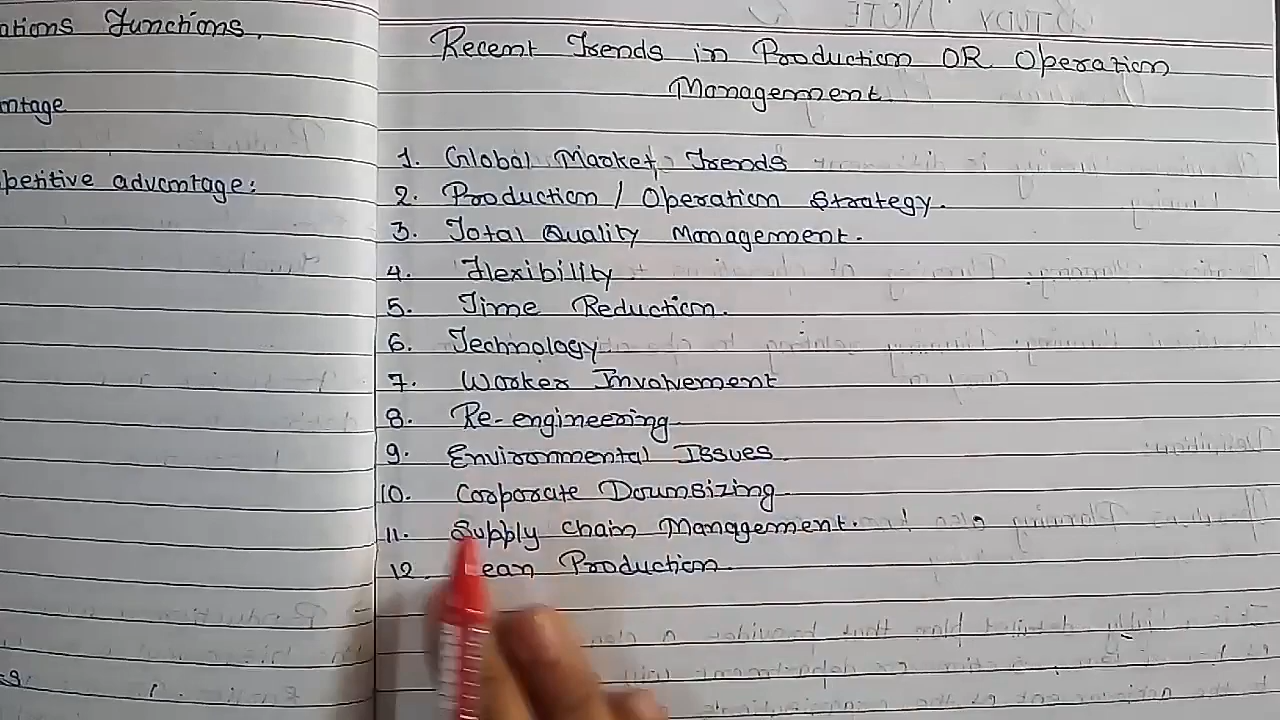 ations Functions.
petitive advantage:
Recent Trends in Production OR Operation
Management
1. Global Market Trends
2. Production / Operation Strategy.
3. Total Quality Management.
4. Flexibility
5. Time Reduction.
6. Technology
7. Worker Involvement
8. Re-engineering
9. Environmental Issues.
10. Corporate Downsizing
11. Supply Chain Management.
12. Lean Production